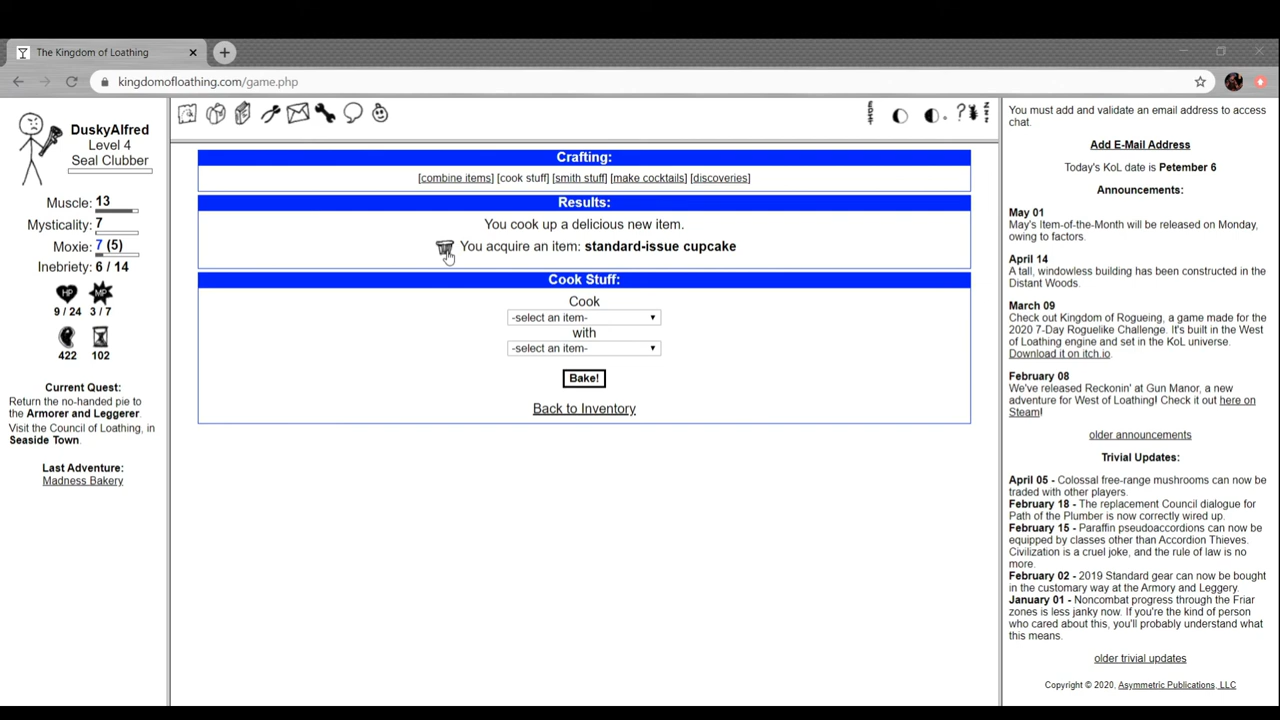 The Kingdom of Loathing
kingdomofloathing.com/game.php
DuskyAlfred
Level 4
Seal Clubber
Muscle: 13
Mysticality: 7
Moxie: 7 (5)
Inebriety: 6 / 14
HP MP
9 / 24 3 / 7
422 102
Current Quest:
Return the no-handed pie to
the Armorer and Leggerer.
Visit the Council of Loathing, in
Seaside Town.
Last Adventure:
Madness Bakery
Crafting:
[combine items] [cook stuff] [smith stuff] [make cocktails] [discoveries]
Results:
You cook up a delicious new item.
You acquire an item: standard-issue cupcake
Cook Stuff:
Cook
-select an item-
with
-select an item-
Bake!
Back to Inventory
You must add and validate an email address to access
chat.
Add E-Mail Address
Today's KoL date is Petember 6
Announcements:
May 01
May's Item-of-the-Month will be released on Monday,
owing to factors.
April 14
A tall, windowless building has been constructed in the
Distant Woods.
March 09
Check out Kingdom of Rogueing, a game made for the
2020 7-Day Roguelike Challenge. It's built in the West
of Loathing engine and set in the KoL universe.
Download it on itch.io.
February 08
We've released Reckonin' at Gun Manor, a new
adventure for West of Loathing! Check it out here on
Steam!
older announcements
Trivial Updates:
April 05 - Colossal free-range mushrooms can now be
traded with other players.
February 18 - The replacement Council dialogue for
Path of the Plumber is now correctly wired up.
February 15 - Paraffin pseudoaccordions can now be
equipped by classes other than Accordion Thieves.
Civilization is a cruel joke, and the rule of law is no
more.
February 02 - 2019 Standard gear can now be bought
in the customary way at the Armory and Leggery.
January 01 - Noncombat progress through the Friar
zones is less janky now. If you're the kind of person
who cared about this, you'll probably understand what
this means.
older trivial updates
Copyright © 2020, Asymmetric Publications, LLC